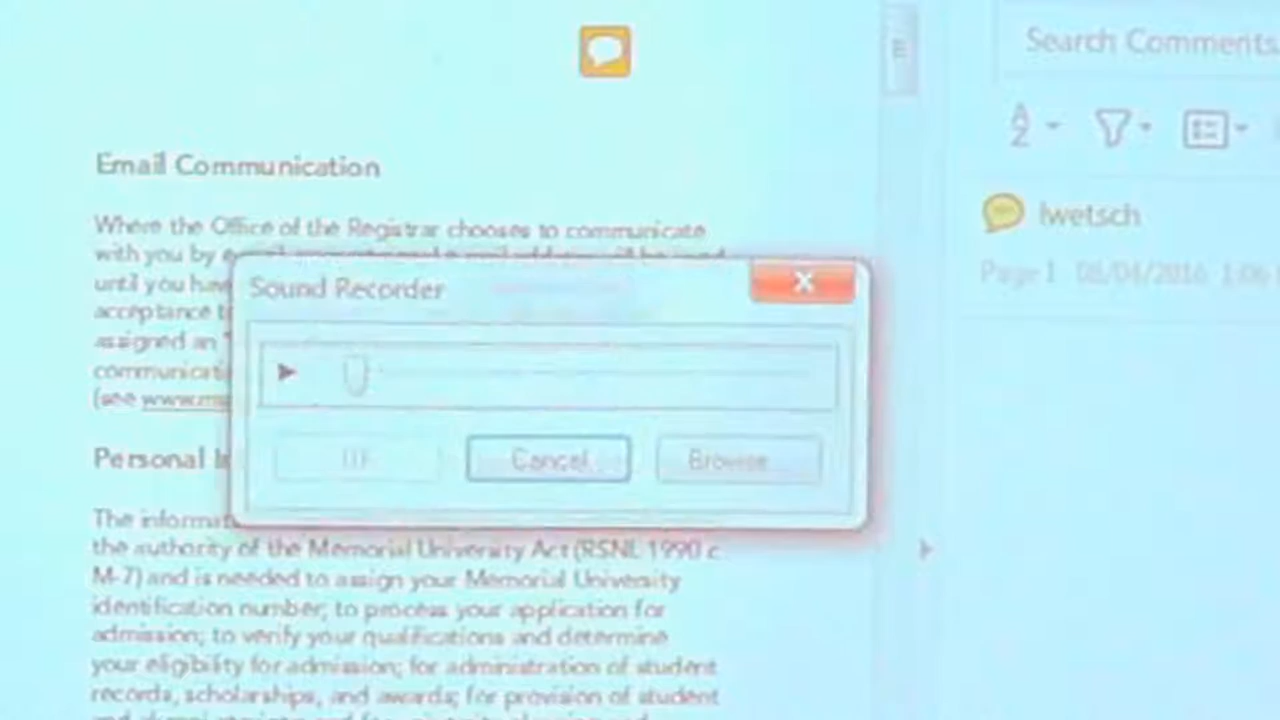 Search Comments
Email Communication
Where the Office of the Registrar chooses to communicate
with you by
lwetsch
until you have
Sound Recorder
Page 1 08/04/2016 1:06
acceptance
assigned an
(see
Cancel
Browse...
Personal
The
the authority of the Memorial University Act (RSNL 1990 c
M-7) and is needed to assign your Memorial University
identification number; to process your application for
admission; to verify your qualifications and determine
your eligibility for admission; for administration of student
records, scholarships, and awards; for provision of student